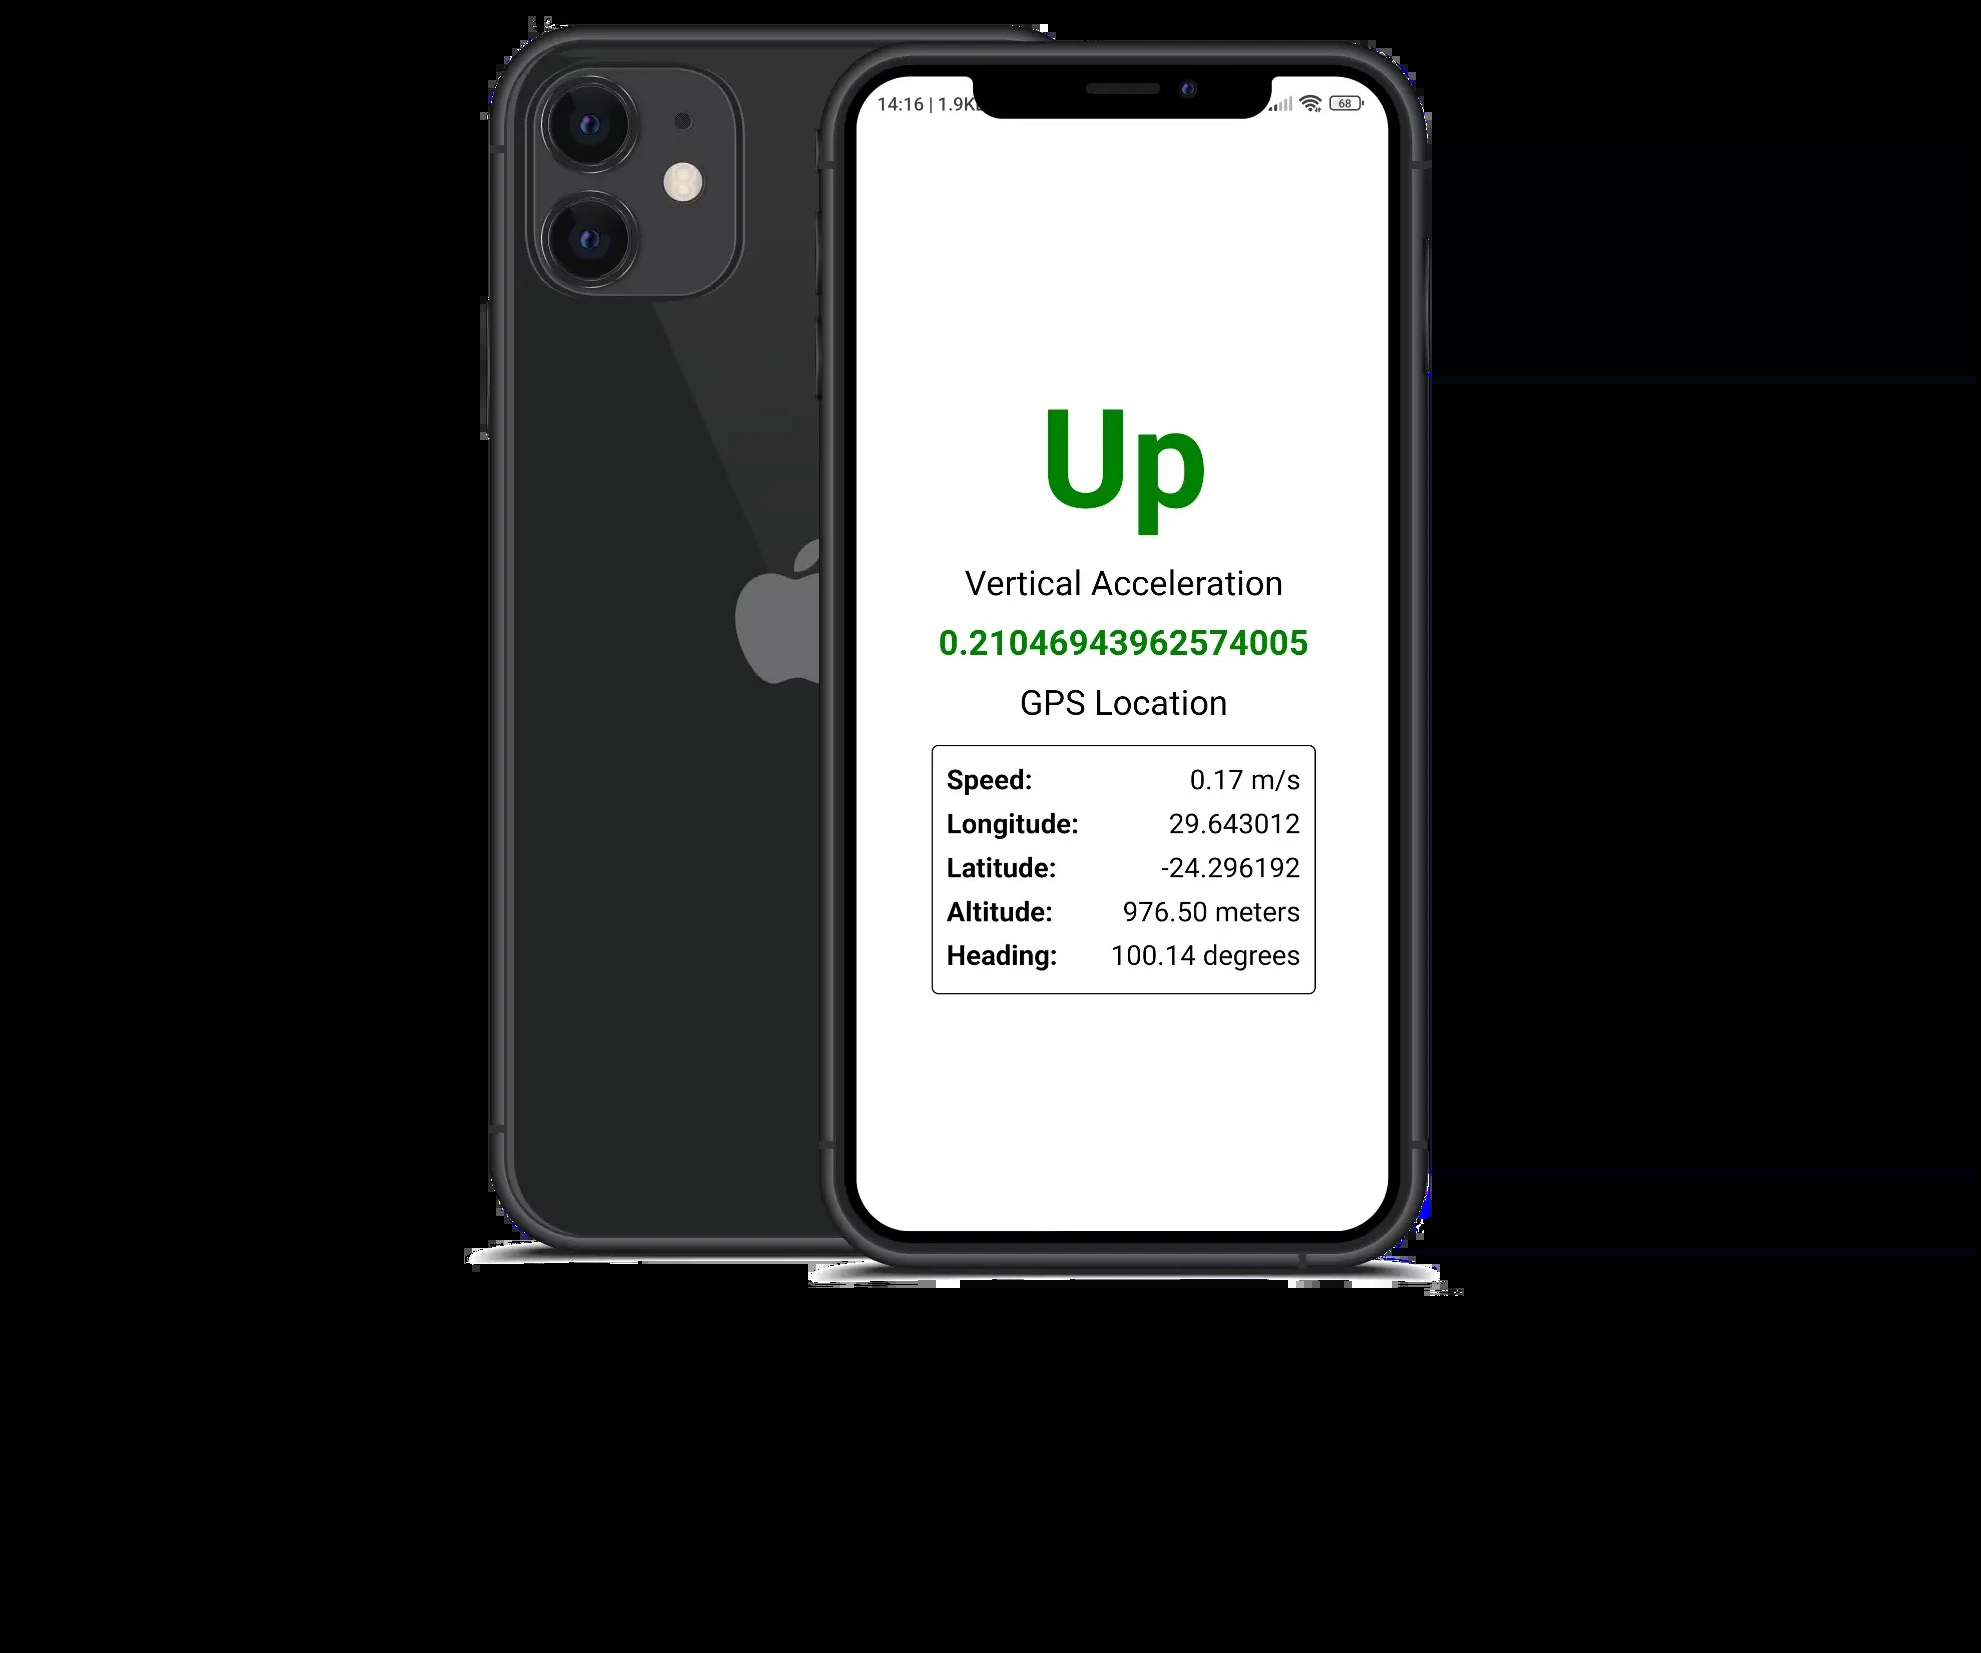 14:16 | 1.9K
68
Up
Vertical Acceleration
0.21046943962574005
GPS Location
Speed: 0.17 m/s
Longitude: 29.643012
Latitude: -24.296192
Altitude: 976.50 meters
Heading: 100.14 degrees